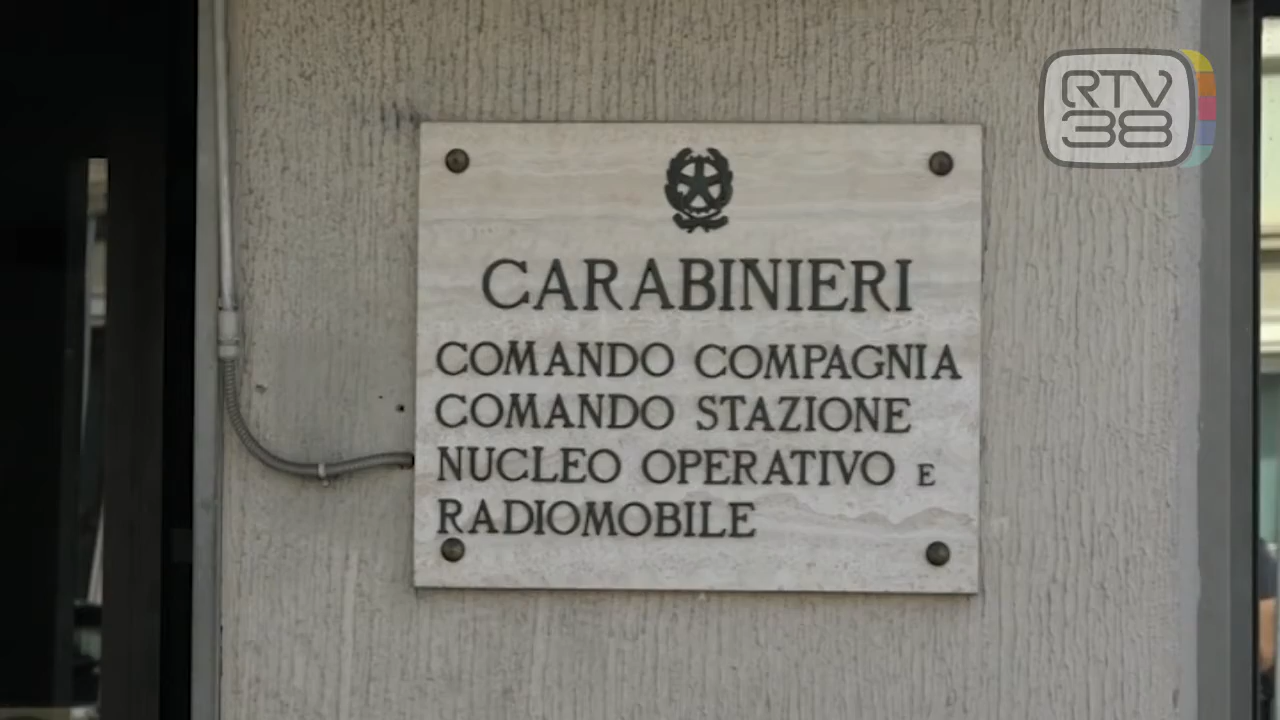 RTV
38
CARABINIERI
COMANDO COMPAGNIA
COMANDO STAZIONE
NUCLEO OPERATIVO E
RADIOMOBILE